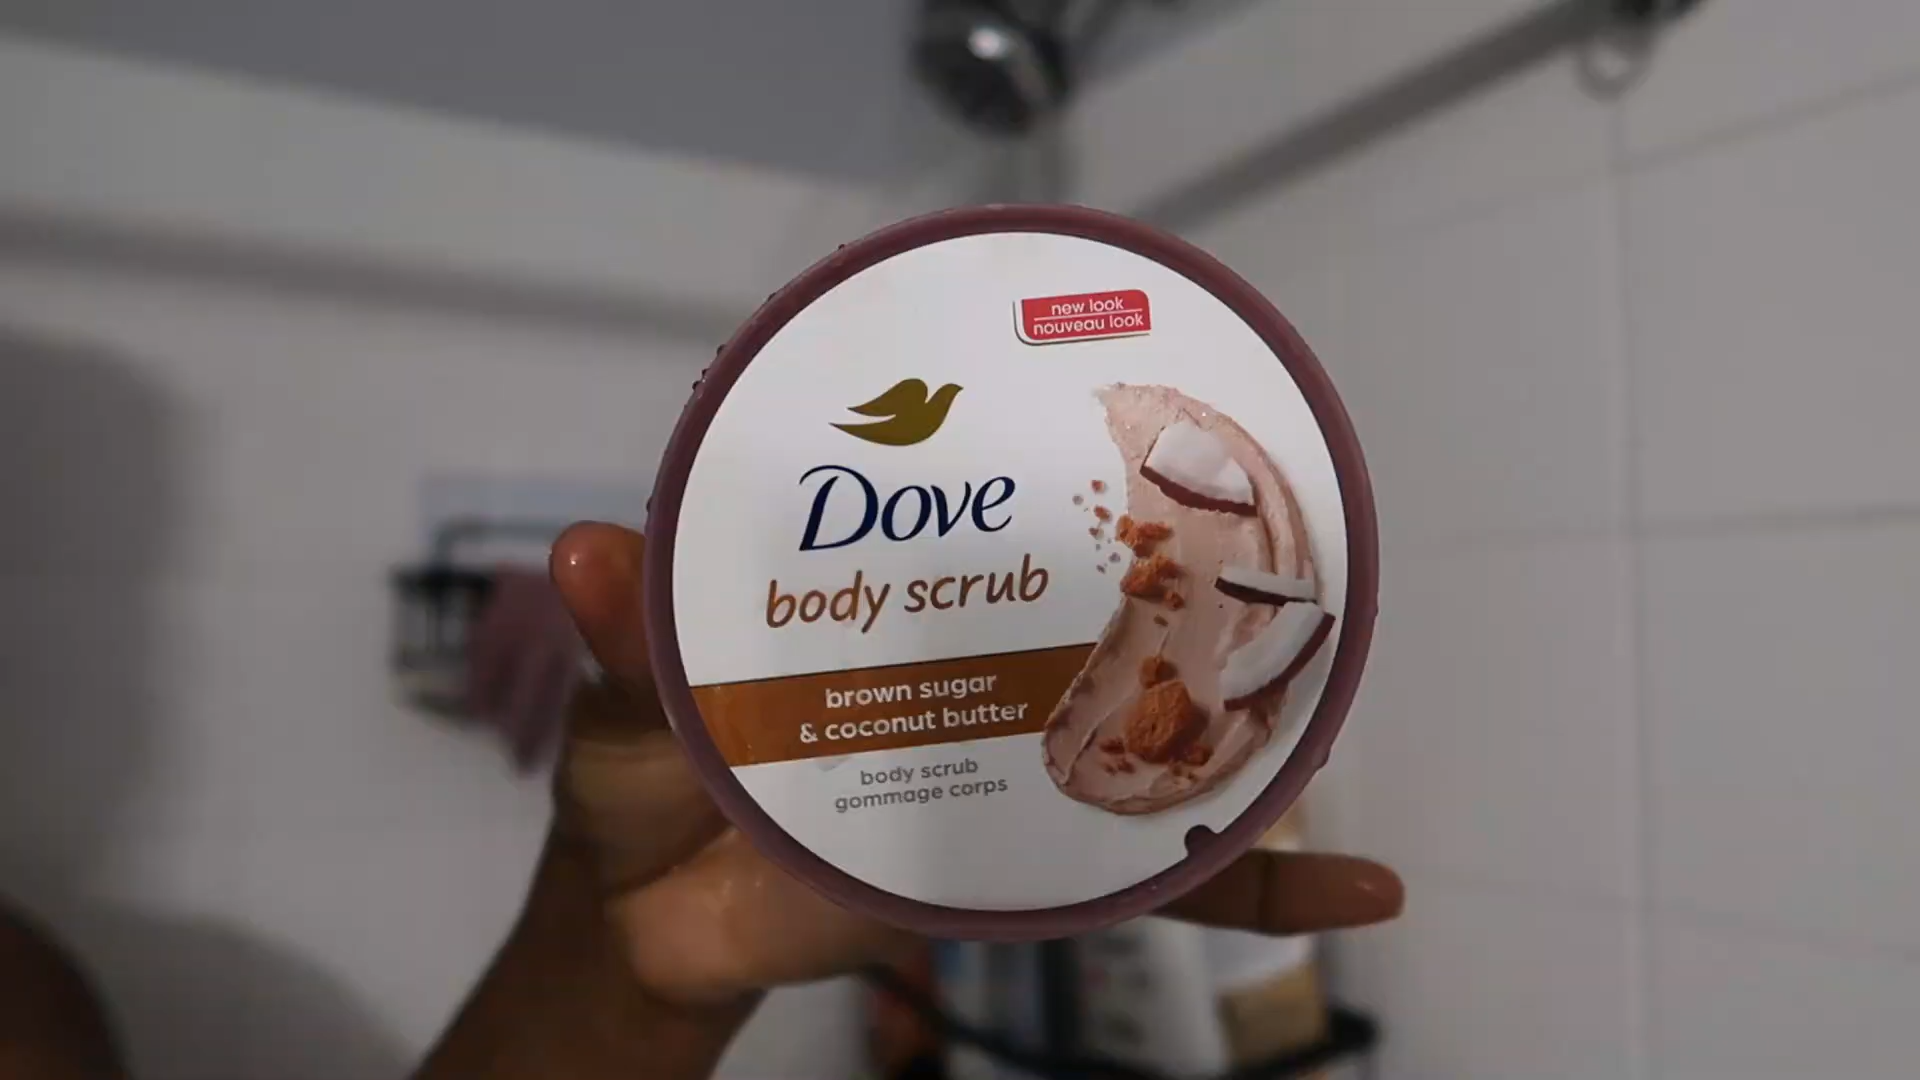 new look
nouveau look
Dove
body scrub
brown sugar
& coconut butter
body scrub
gommage corps